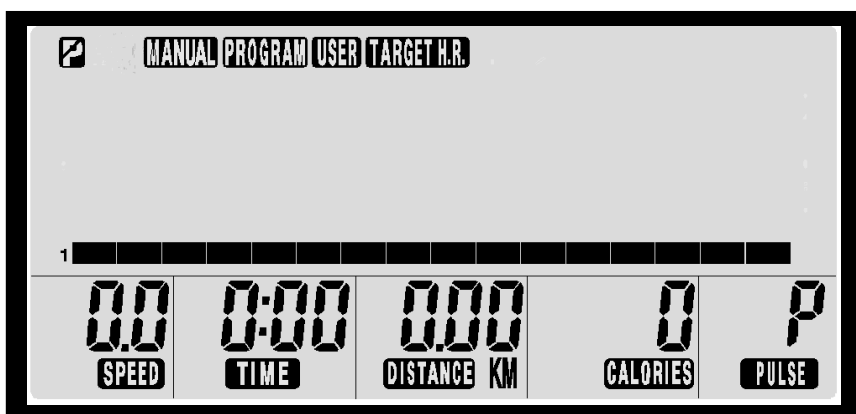 MANUAL PROGRAM USER TARGET H.R.
1
0.0 0:00 0.00 0 P
SPEED TIME DISTANCE KM CALORIES PULSE